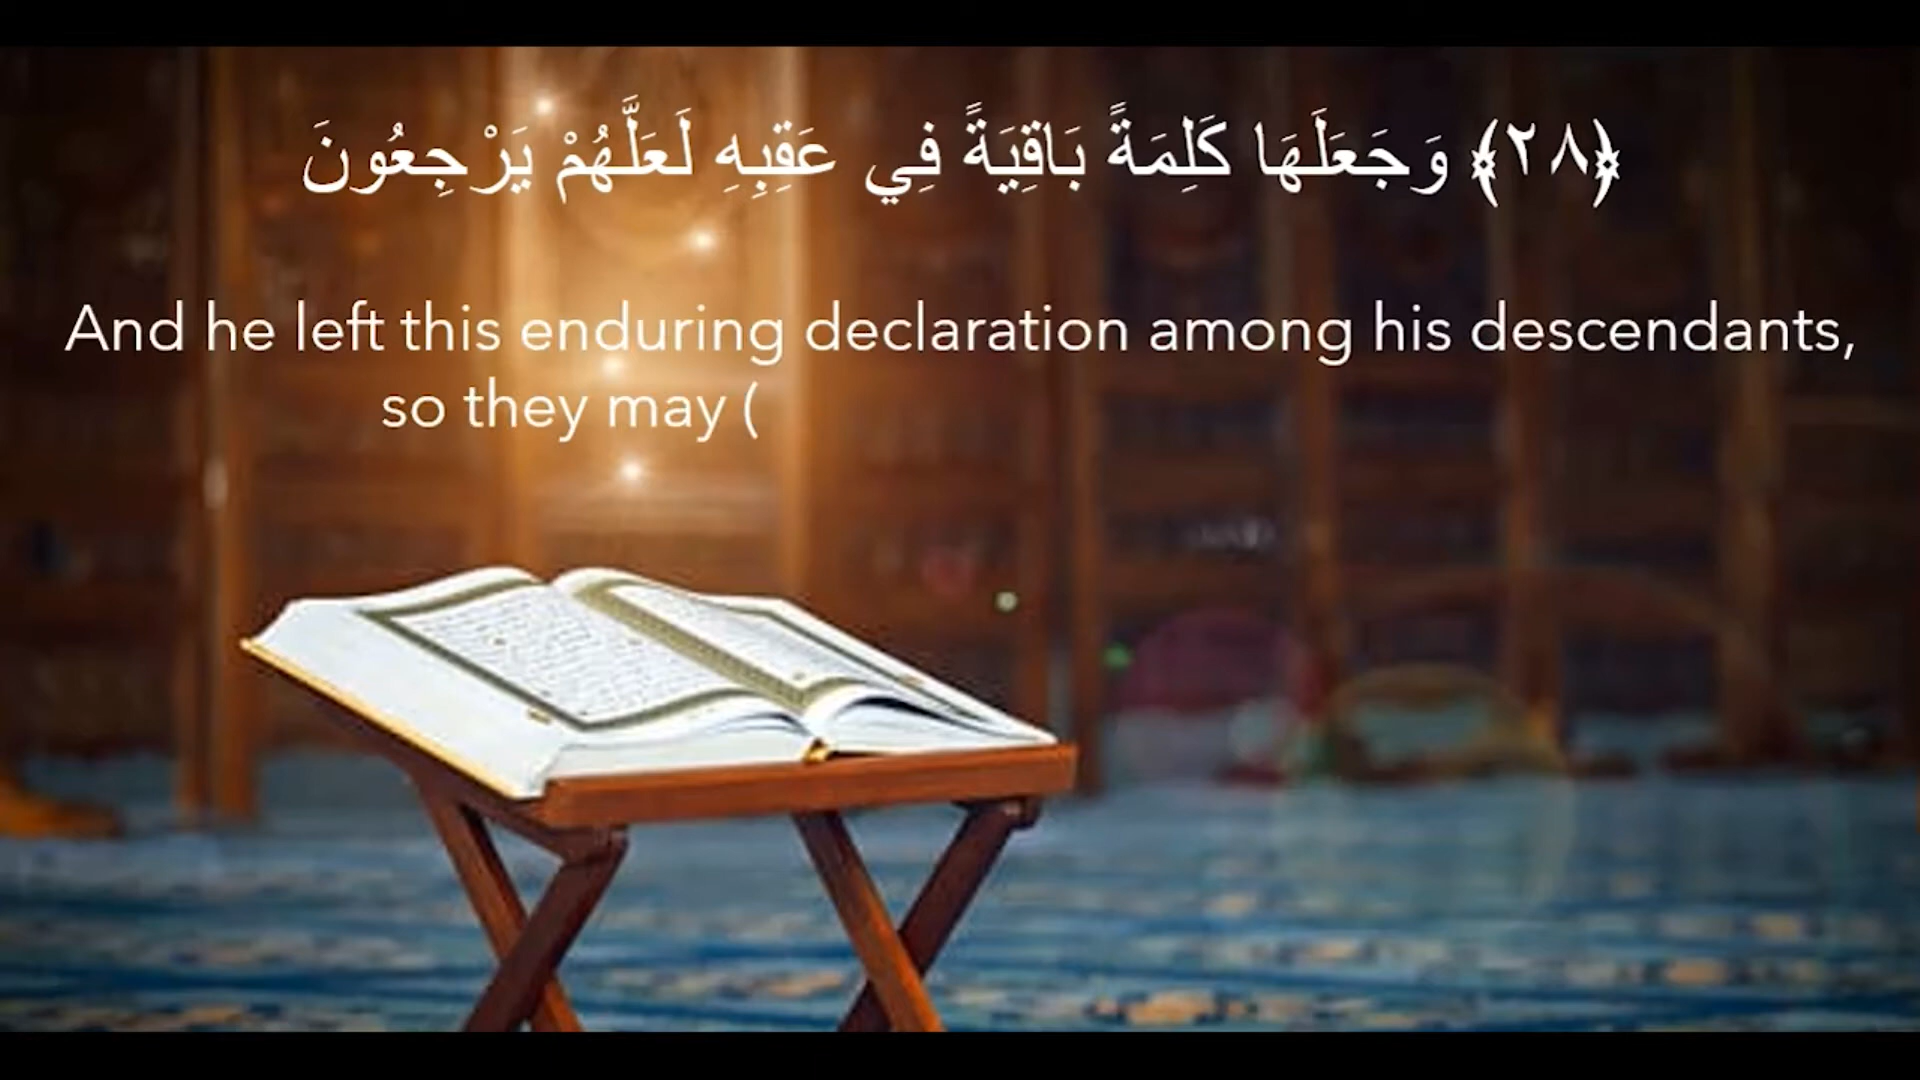 ﴿٢٨﴾ وَجَعَلَهَا كَلِمَةً بَاقِيَةً فِي عَقِبِهِ لَعَلَّهُمْ يَرْجِعُونَ
And he left this enduring declaration among his descendants,
so they may (